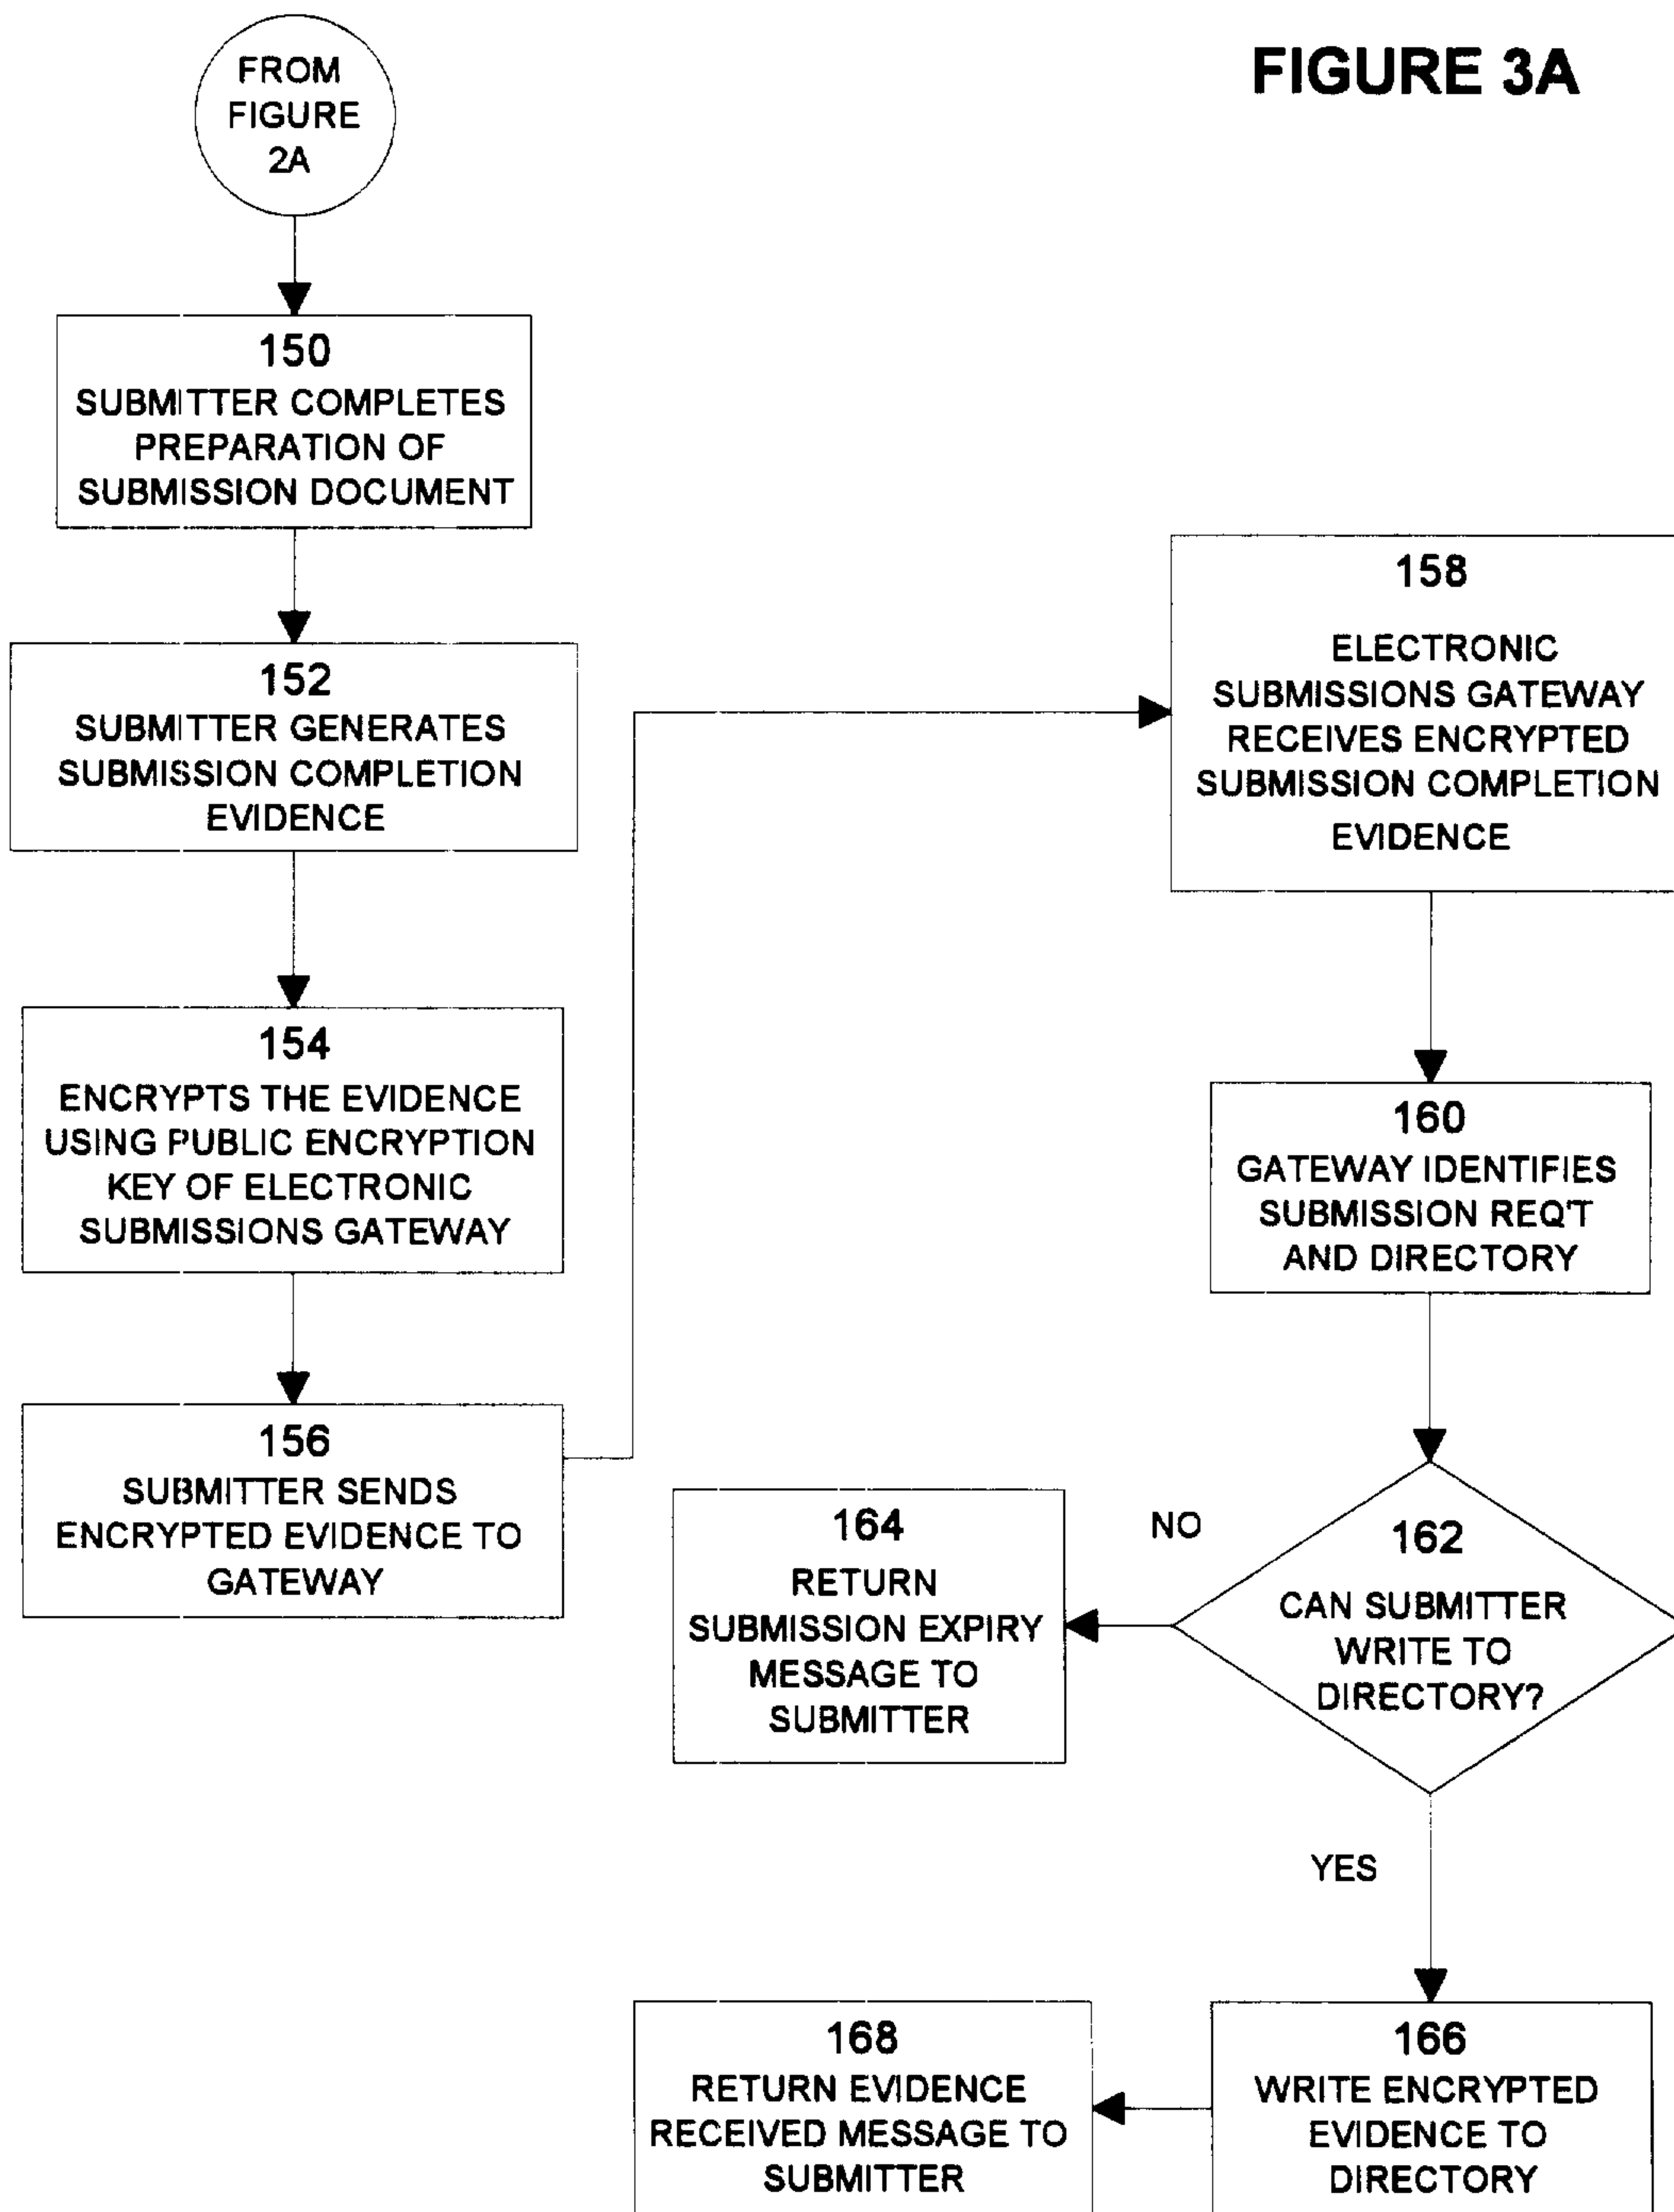 FIGURE 3A
FROM
FIGURE
2A
150
SUBMITTER COMPLETES
PREPARATION OF
SUBMISSION DOCUMENT
152
SUBMITTER GENERATES
SUBMISSION COMPLETION
EVIDENCE
154
ENCRYPTS THE EVIDENCE
USING PUBLIC ENCRYPTION
KEY OF ELECTRONIC
SUBMISSIONS GATEWAY
156
SUBMITTER SENDS
ENCRYPTED EVIDENCE TO
GATEWAY
158
ELECTRONIC
SUBMISSIONS GATEWAY
RECEIVES ENCRYPTED
SUBMISSION COMPLETION
EVIDENCE
160
GATEWAY IDENTIFIES
SUBMISSION REQ'T
AND DIRECTORY
162
CAN SUBMITTER
WRITE TO
DIRECTORY?
NO
164
RETURN
SUBMISSION EXPIRY
MESSAGE TO
SUBMITTER
YES
166
WRITE ENCRYPTED
EVIDENCE TO
DIRECTORY
168
RETURN EVIDENCE
RECEIVED MESSAGE TO
SUBMITTER